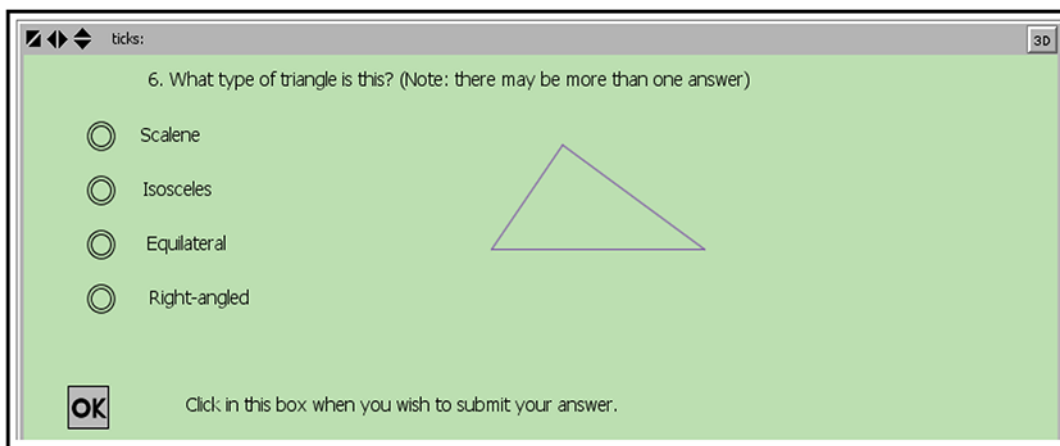 ticks:
3D
6. What type of triangle is this? (Note: there may be more than one answer)
Scalene
Isosceles
Equilateral
Right-angled
OK
Click in this box when you wish to submit your answer.